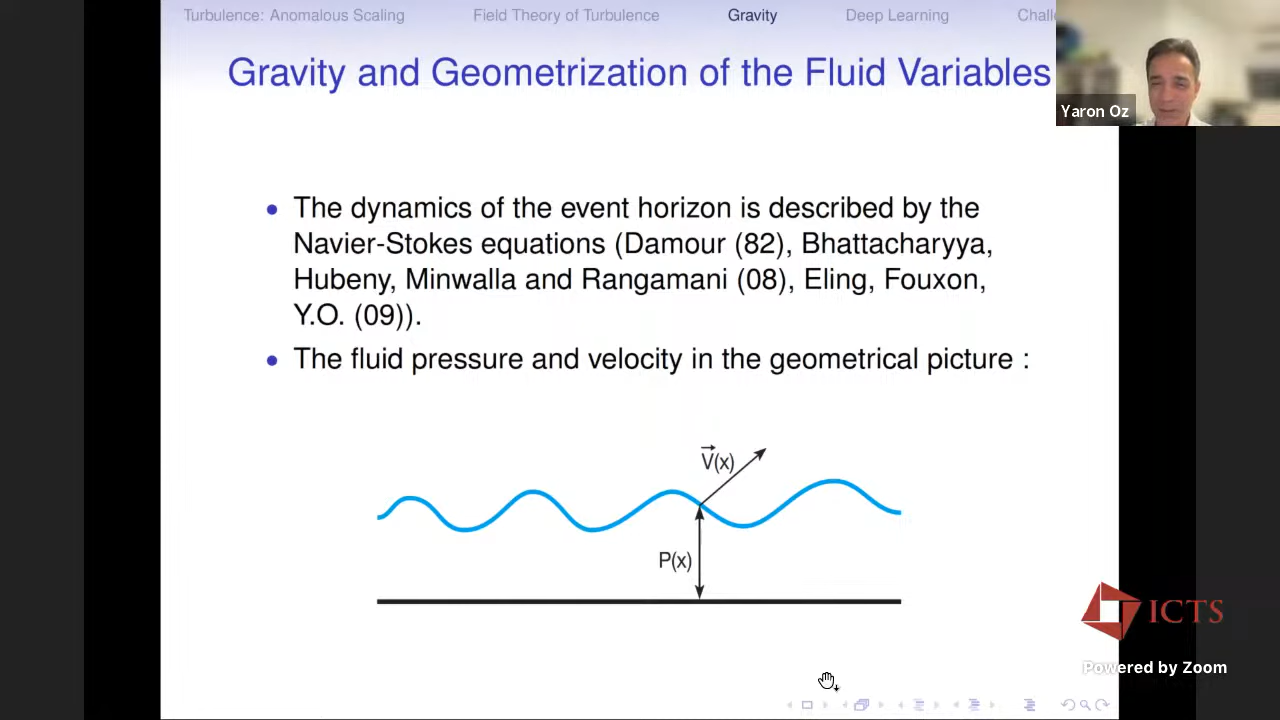 Turbulence: Anomalous Scaling Field Theory of Turbulence Gravity Deep Learning
Gravity and Geometrization of the Fluid Variables
Yaron Oz
• The dynamics of the event horizon is described by the
Navier-Stokes equations (Damour (82), Bhattacharyya,
Hubeny, Minwalla and Rangamani (08), Eling, Fouxon,
Y.O. (09)).
• The fluid pressure and velocity in the geometrical picture :
V(x)
P(x)
ICTS
Powered by Zoom